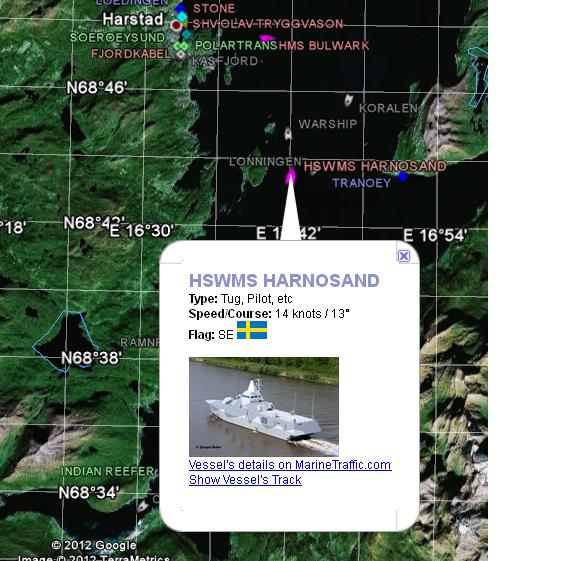 LOEDINGEN
STONE
Harstad
SHV OLAV TRYGGVASON
SOEROEYSUND
POLARTRANS
HMS BULWARK
FJORDKABEL
KASFJORD
N68°46'
KORALEN
WARSHIP
LONNINGEN
HSWMS HARNOSAND
TRANOEY
°18'
N68°42'
E 16°30'
E 16°42'
E 16°54'
HSWMS HARNOSAND
Type: Tug, Pilot, etc
Speed/Course: 14 knots / 13°
Flag: SE
N68°38'
RAMNF
Vessel's details on MarineTraffic.com
Show Vessel's Track
INDIAN REEFER
N68°34'
© 2012 Google
Image © 2012 TerraMetrics